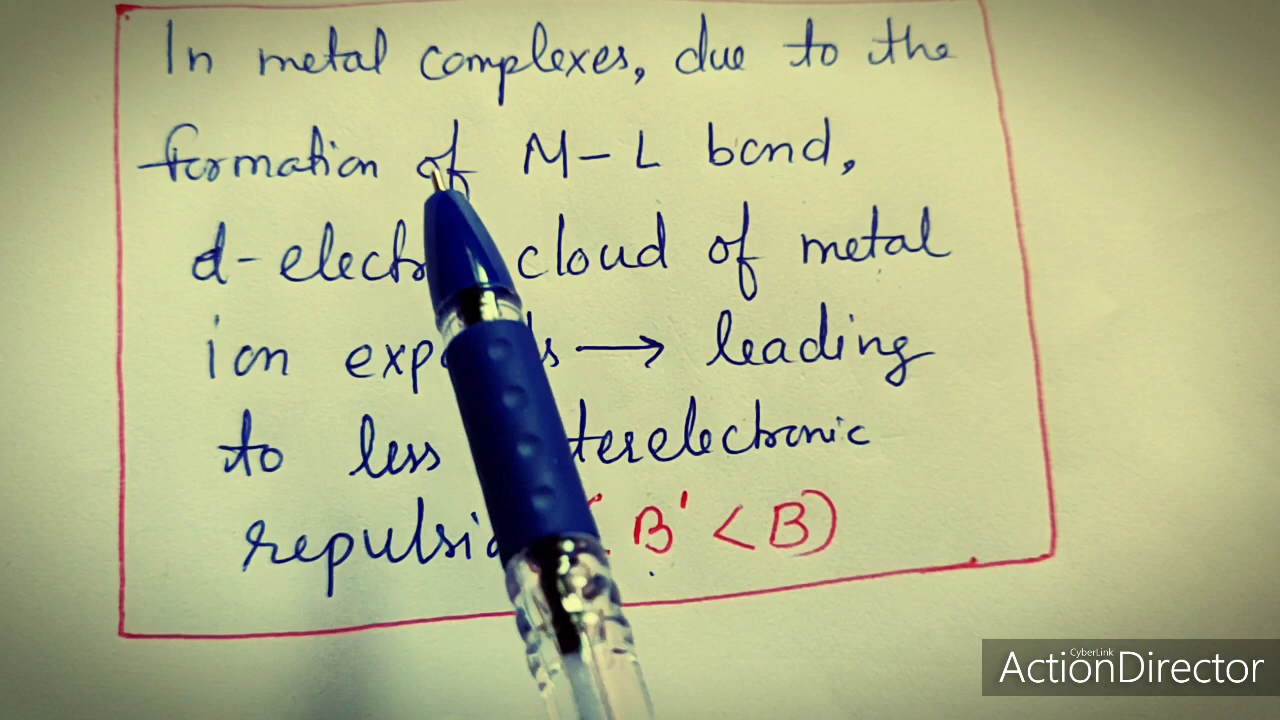 In metal complexes, due to the
formation of M-L bond,
d-electr cloud of metal
ion exp s → leading
to less terelectronic
repulsi ( B' < B)
CyberLink
ActionDirector